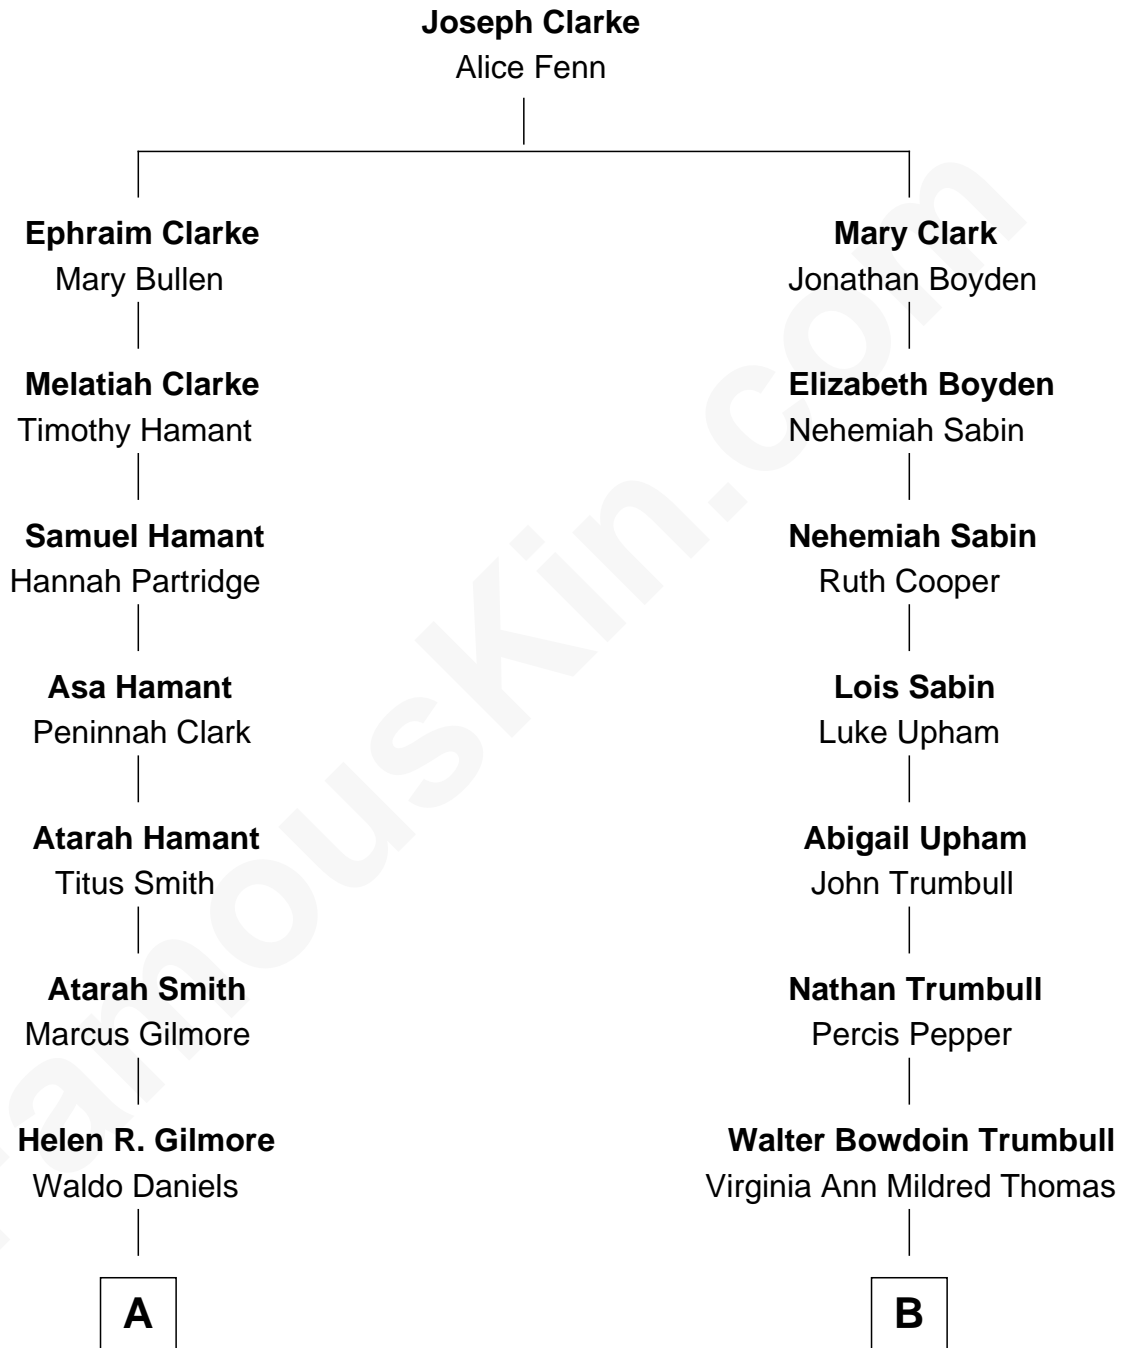 Joseph Clarke
Alice Fenn
Ephraim Clarke
Mary Bullen
Mary Clark
Jonathan Boyden
Melatiah Clarke
Timothy Hamant
Elizabeth Boyden
Nehemiah Sabin
Samuel Hamant
Hannah Partridge
Nehemiah Sabin
Ruth Cooper
Asa Hamant
Peninnah Clark
Lois Sabin
Luke Upham
Atarah Hamant
Titus Smith
Abigail Upham
John Trumbull
Atarah Smith
Marcus Gilmore
Nathan Trumbull
Percis Pepper
Helen R. Gilmore
Waldo Daniels
Walter Bowdoin Trumbull
Virginia Ann Mildred Thomas
A
B
FamousKin.com